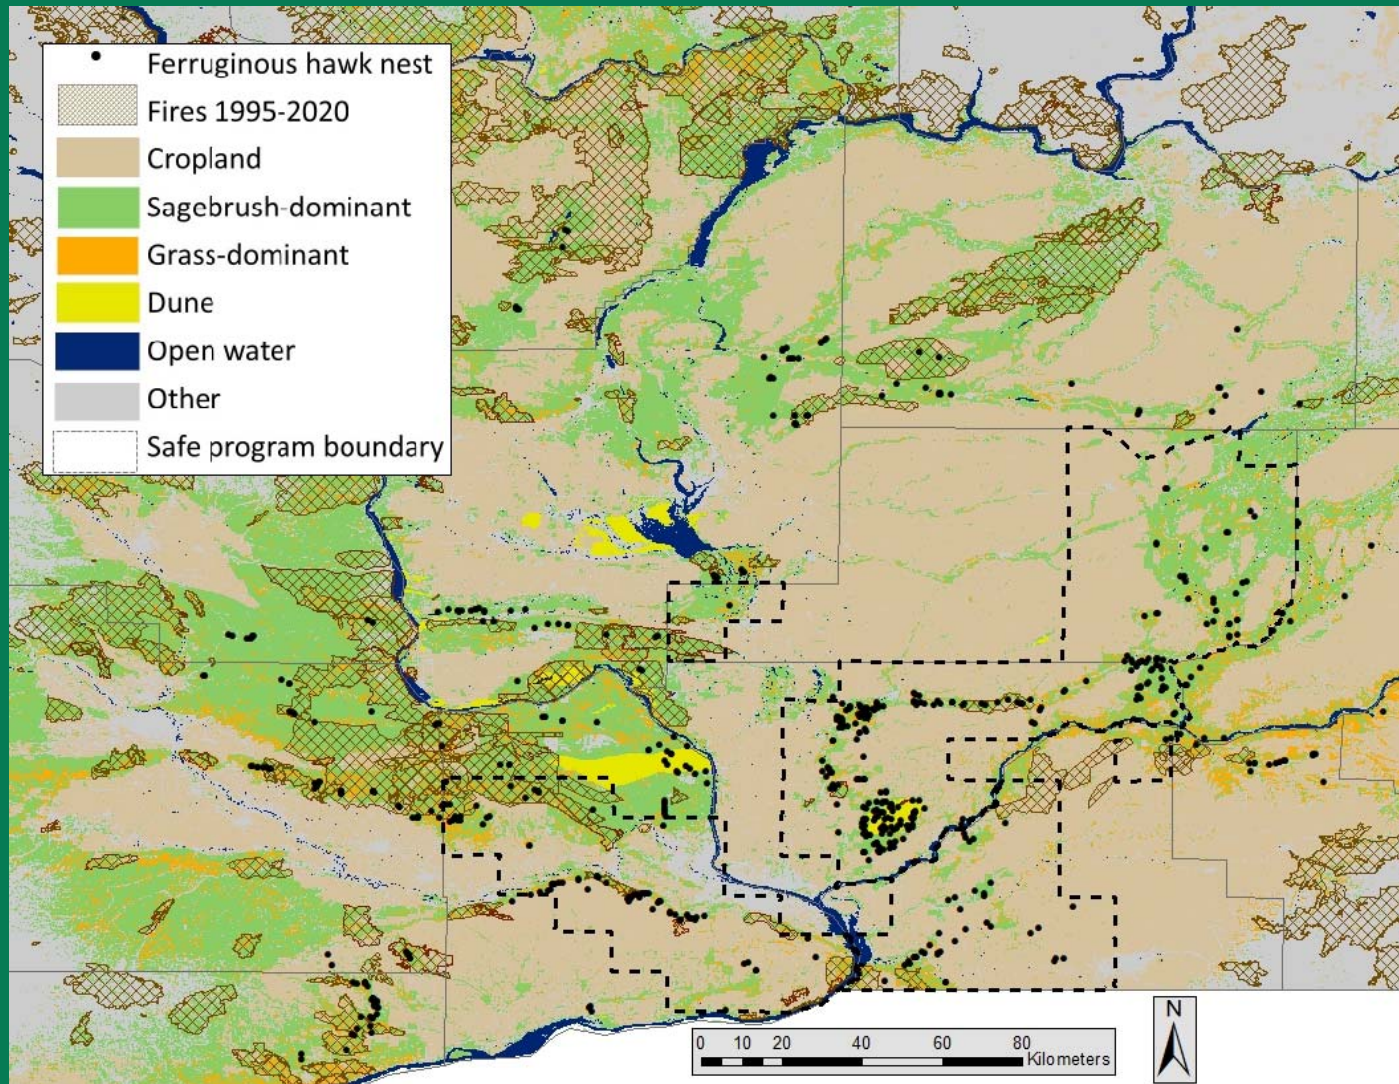 Ferruginous hawk nest
Fires 1995-2020
Cropland
Sagebrush-dominant
Grass-dominant
Dune
Open water
Other
Safe program boundary
N
0 10 20 40 60 80
Kilometers